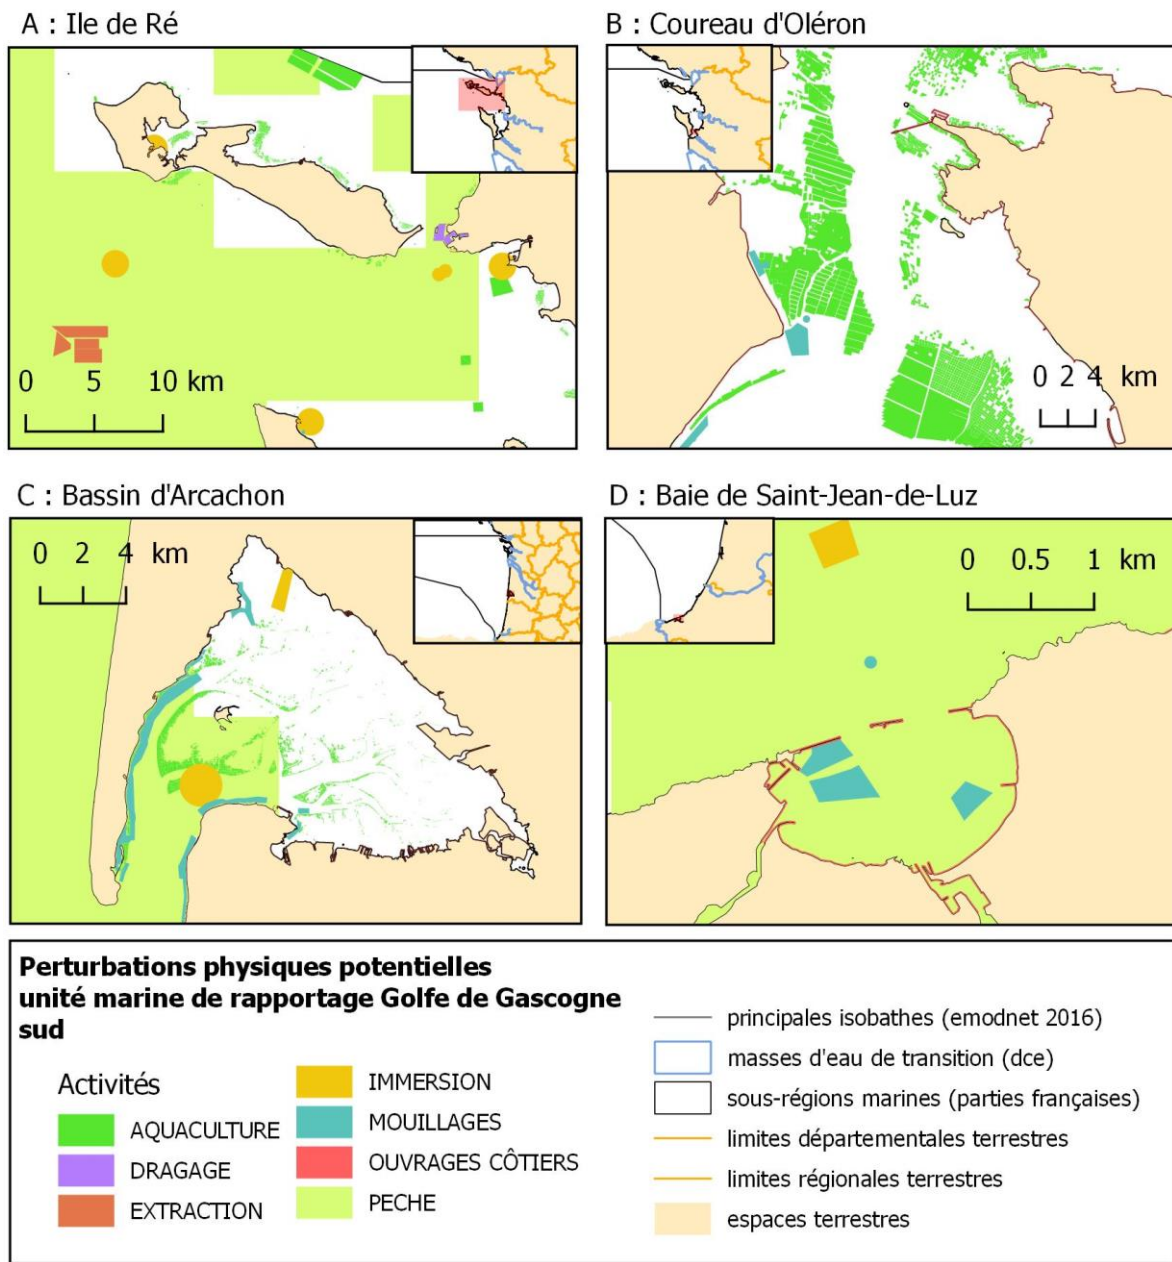 A : Ile de Ré
B : Coureau d'Oléron
0 5 10 km
0 2 4 km
C : Bassin d'Arcachon
D : Baie de Saint-Jean-de-Luz
0 2 4 km
0 0.5 1 km
Perturbations physiques potentielles
unité marine de rapportage Golfe de Gascogne
sud
Activités
AQUACULTURE
DRAGAGE
EXTRACTION
IMMERSION
MOUILLAGES
OUVRAGES CÔTIERS
PECHE
principales isobathes (emodnet 2016)
masses d'eau de transition (dce)
sous-régions marines (parties françaises)
limites départementales terrestres
limites régionales terrestres
espaces terrestres